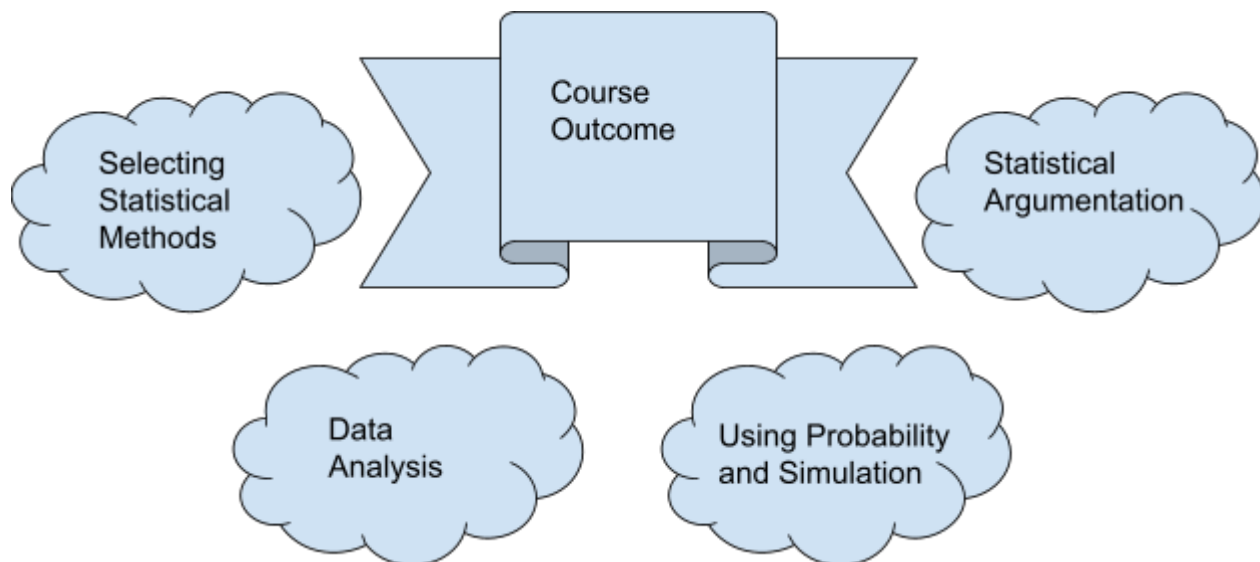 Course
Outcome
Selecting
Statistical
Methods
Statistical
Argumentation
Data
Analysis
Using Probability
and Simulation